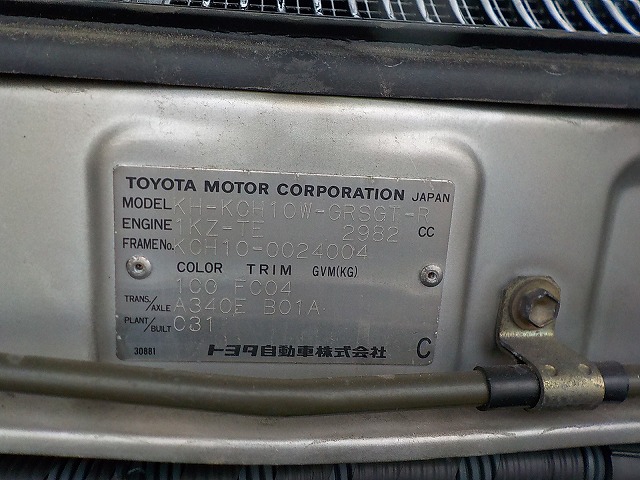 TOYOTA MOTOR CORPORATION JAPAN
MODEL KH-KCH10W-GRSGT-R
ENGINE 1KZ-TE 2982 CC
FRAME No. KCH10-0024004
COLOR TRIM GVM(KG)
1C0 FC04
TRANS./AXLE A340E B01A
PLANT/BUILT C31
30881 トヨタ自動車株式会社 C